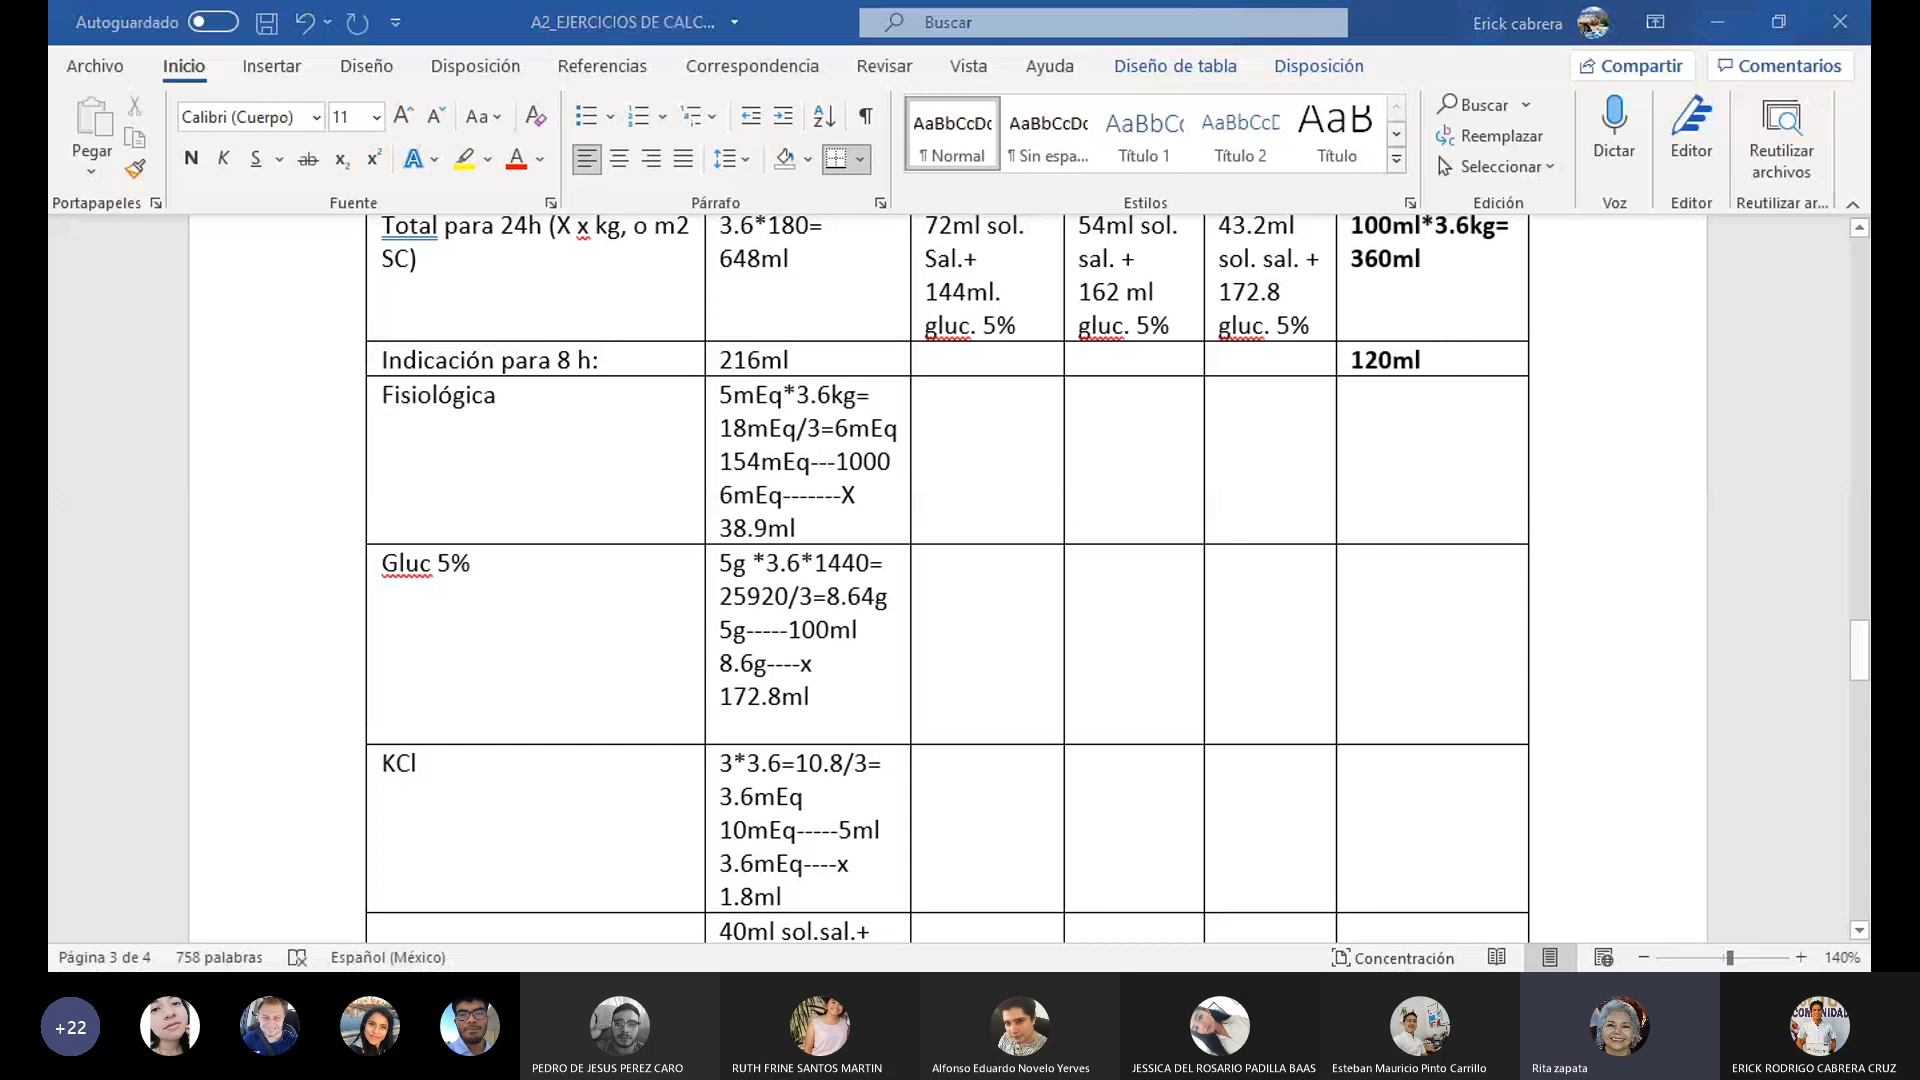 Autoguardado
A2_EJERCICIOS DE CALC...
Buscar
Erick cabrera
Archivo
Inicio
Insertar
Diseño
Disposición
Referencias
Correspondencia
Revisar
Vista
Ayuda
Diseño de tabla
Disposición
Compartir
Comentarios
Pegar
Portapapeles
Calibri (Cuerpo)
11
Aa
N K S ab x₂ x² A A
Fuente
Párrafo
AaBbCcDc
¶ Normal
AaBbCcDc
¶ Sin espa...
AaBbCc
Título 1
AaBbCcD
Título 2
AaB
Título
Estilos
Buscar
Reemplazar
Seleccionar
Edición
Dictar
Voz
Editor
Editor
Reutilizar
archivos
Reutilizar ar...
Total para 24h (X x kg, o m2
SC)
3.6*180=
648ml
72ml sol.
Sal.+
144ml.
gluc. 5%
54ml sol.
sal. +
162 ml
gluc. 5%
43.2ml
sol. sal. +
172.8
gluc. 5%
100ml*3.6kg=
360ml
Indicación para 8 h:
216ml
120ml
Fisiológica
5mEq*3.6kg=
18mEq/3=6mEq
154mEq---1000
6mEq-------X
38.9ml
Gluc 5%
5g *3.6*1440=
25920/3=8.64g
5g-----100ml
8.6g----x
172.8ml
KCl
3*3.6=10.8/3=
3.6mEq
10mEq-----5ml
3.6mEq----x
1.8ml
40ml sol.sal.+
Página 3 de 4
758 palabras
Español (México)
Concentración
140%
+22
PEDRO DE JESUS PEREZ CARO
RUTH FRINE SANTOS MARTIN
Alfonso Eduardo Novelo Yerves
JESSICA DEL ROSARIO PADILLA BAAS
Esteban Mauricio Pinto Carrillo
Rita zapata
ERICK RODRIGO CABRERA CRUZ